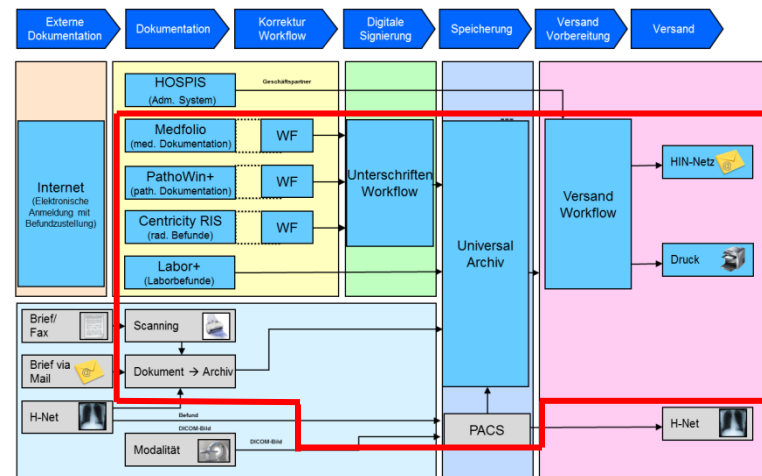 Externe
Dokumentation
Dokumentation
Korrektur
Workflow
Digitale
Signierung
Speicherung
Versand
Vorbereitung
Versand
HOSPIS
(Adm. System)
Geschäftspartner
Medfolio
(med. Dokumentation)
WF
PathoWin+
(path. Dokumentation)
WF
Centricity RIS
(rad. Befunde)
WF
Labor+
(Laborbefunde)
Internet
(Elektronische
Anmeldung mit
Befundzustellung)
Unterschriften
Workflow
Universal
Archiv
Versand
Workflow
HIN-Netz
Druck
Brief/
Fax
Scanning
Brief via
Mail
Dokument → Archiv
H-Net
Befund
DICOM-Bild
Modalität
DICOM-Bild
PACS
H-Net